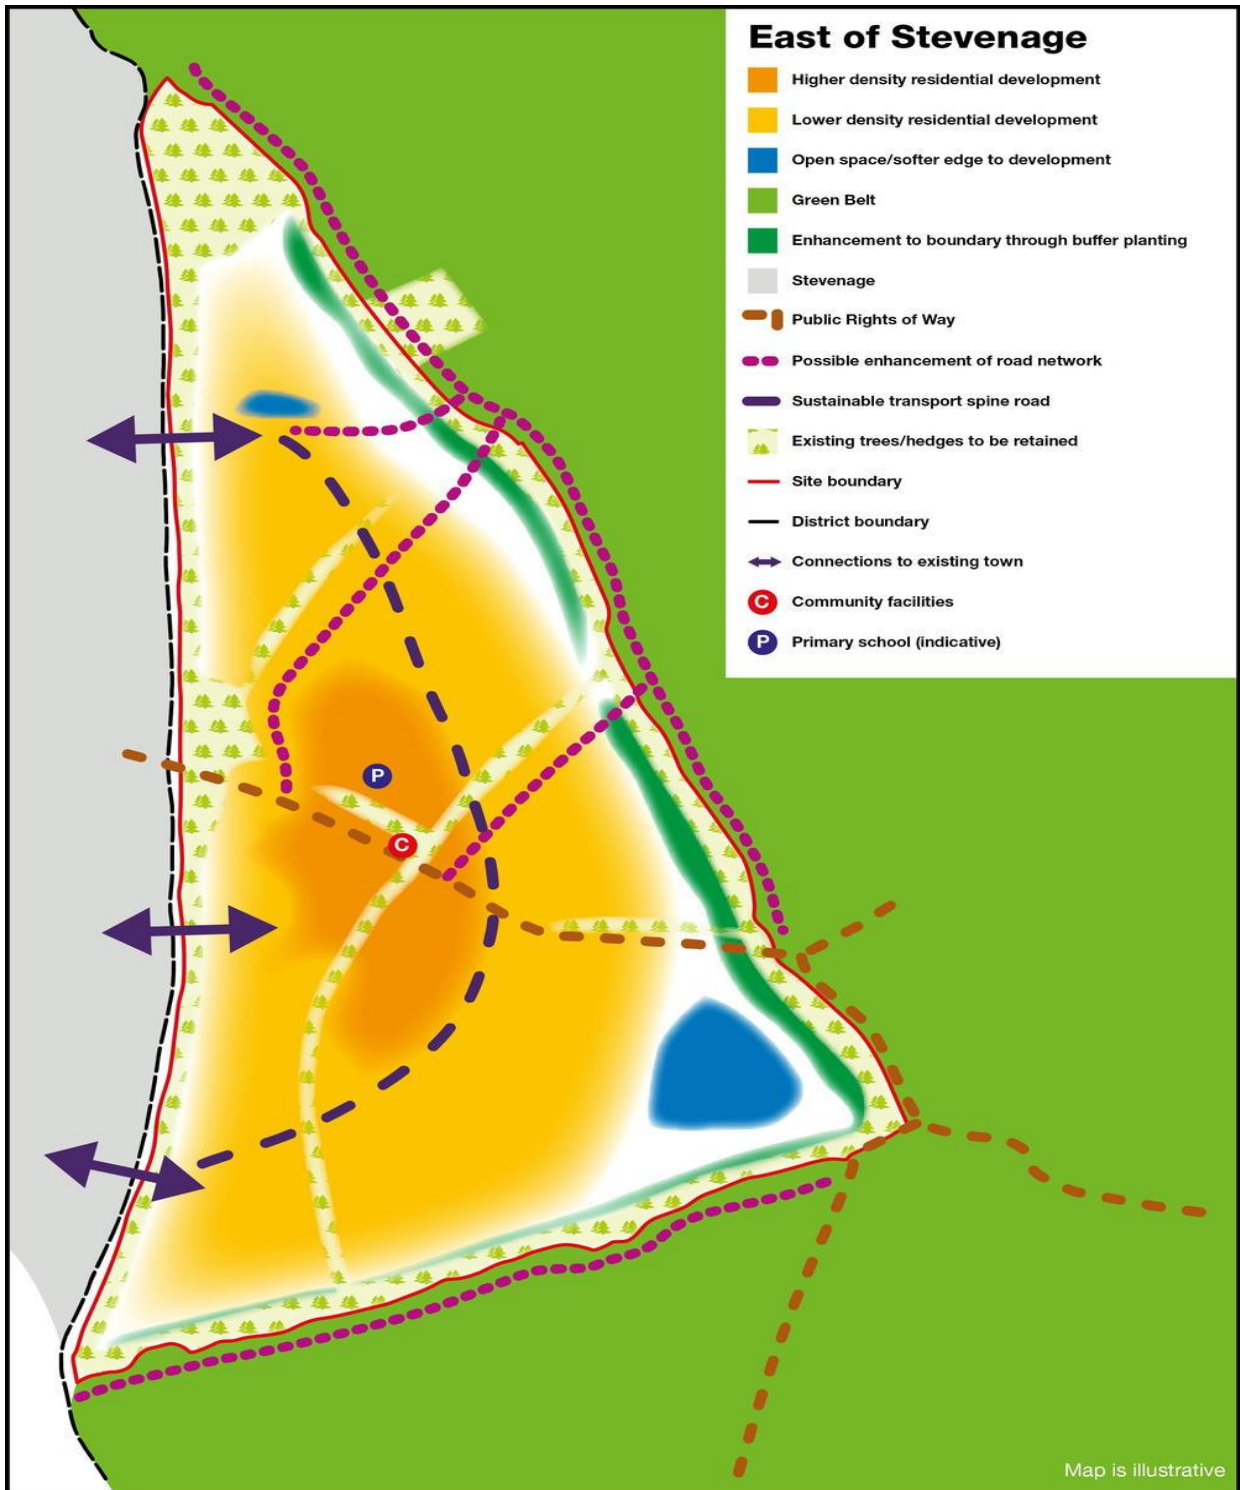 East of Stevenage
Higher density residential development
Lower density residential development
Open space/softer edge to development
Green Belt
Enhancement to boundary through buffer planting
Stevenage
Public Rights of Way
Possible enhancement of road network
Sustainable transport spine road
Existing trees/hedges to be retained
Site boundary
District boundary
Connections to existing town
C Community facilities
P Primary school (indicative)
P
C
Map is illustrative